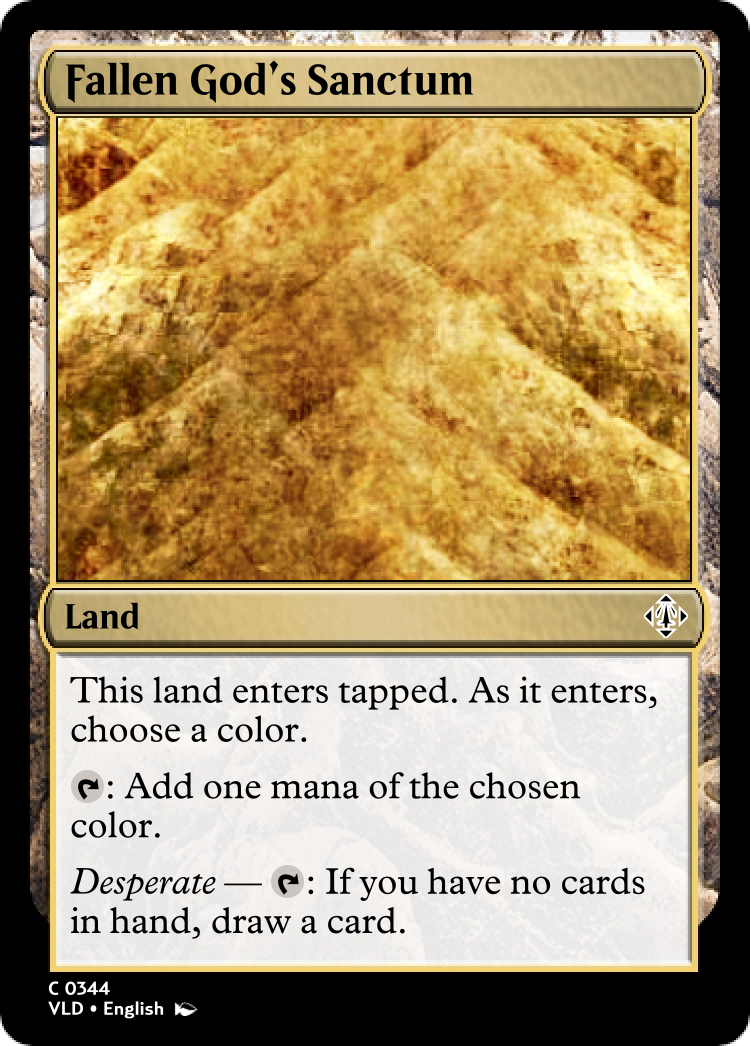 Fallen God's Sanctum
Land
This land enters tapped. As it enters,
choose a color.
: Add one mana of the chosen
color.
Desperate — : If you have no cards
in hand, draw a card.
C 0344
VLD • English